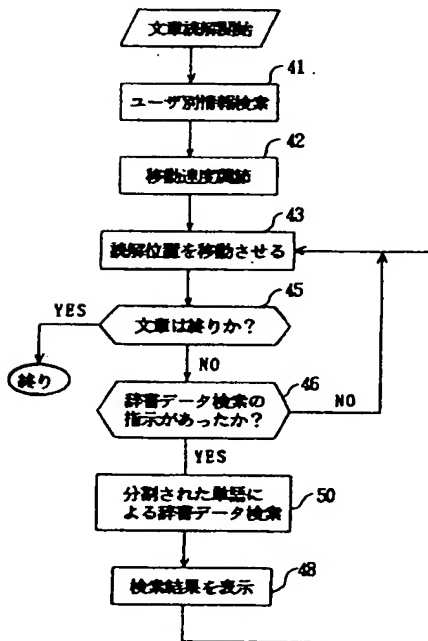 文章読解開始
41
ユーザ別情報検索
42
移動速度調節
43
読解位置を移動させる
45
YES
文章は終りか？
終り
NO
46
辞書データ検索の
指示があったか？
NO
YES
分割された単語に
よる辞書データ検索
50
48
検索結果を表示